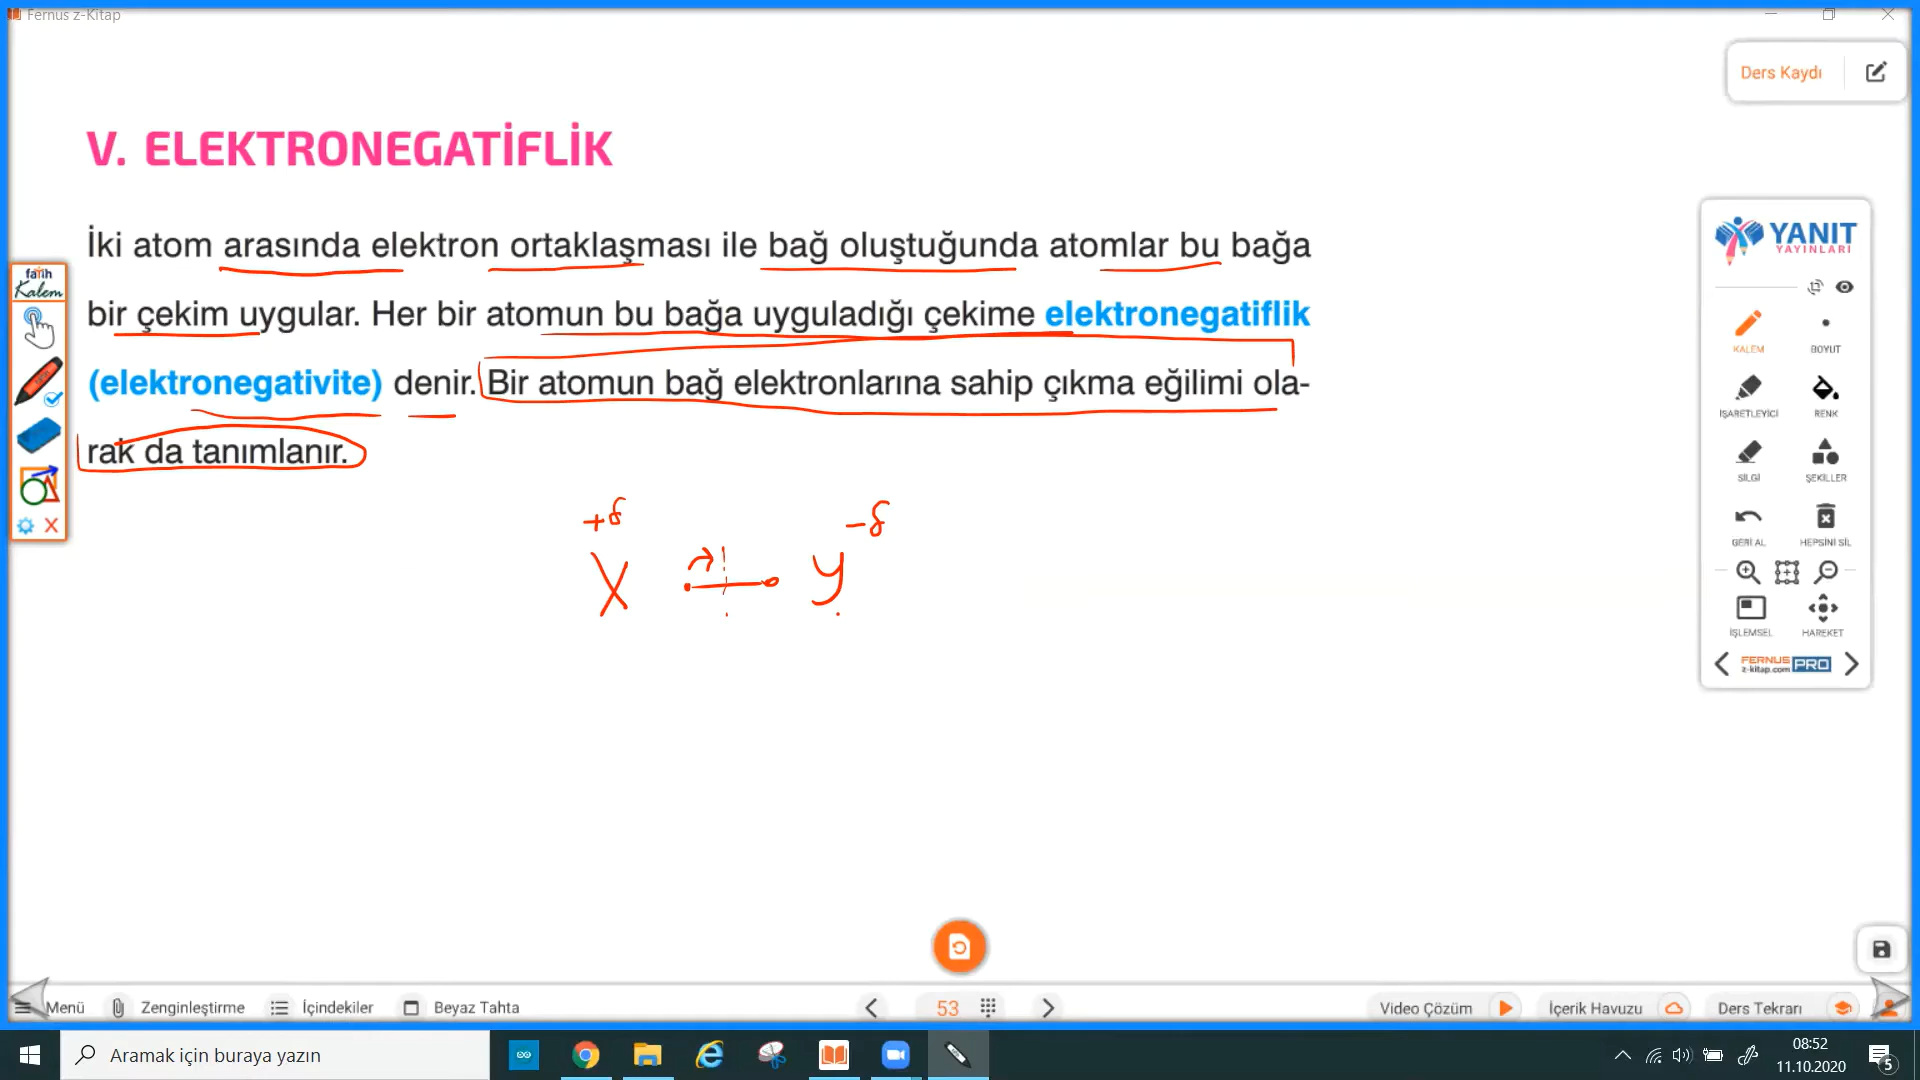 Fernus z-Kitap
Ders Kaydı
V. ELEKTRONEGATİFLİK
İki atom arasında elektron ortaklaşması ile bağ oluştuğunda atomlar bu bağa
bir çekim uygular. Her bir atomun bu bağa uyguladığı çekime elektronegatiflik
(elektronegativite) denir. Bir atomun bağ elektronlarına sahip çıkma eğilimi ola-
rak da tanımlanır.
+δ -δ
X Y
fatih
Kalem
YANIT
YAYINLARI
KALEM BOYUT
İŞARETLEYİCİ RENK
SİLGİ ŞEKİLLER
GERİ AL HEPSİNİ SİL
İŞLEMSEL HAREKET
FERNUS PRO
z-kitap.com
Menü Zenginleştirme İçindekiler Beyaz Tahta 53 Video Çözüm İçerik Havuzu Ders Tekrarı
Aramak için buraya yazın
08:52
11.10.2020
5